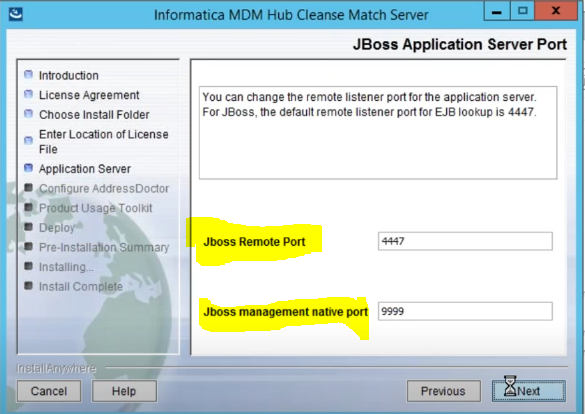 Informatica MDM Hub Cleanse Match Server
JBoss Application Server Port
Introduction
License Agreement
Choose Install Folder
Enter Location of License
File
Application Server
Configure AddressDoctor
Product Usage Toolkit
Deploy
Pre-Installation Summary
Installing...
Install Complete
You can change the remote listener port for the application server.
For JBoss, the default remote listener port for EJB lookup is 4447.
Jboss Remote Port
4447
Jboss management native port
9999
InstallAnywhere
Cancel
Help
Previous
Next